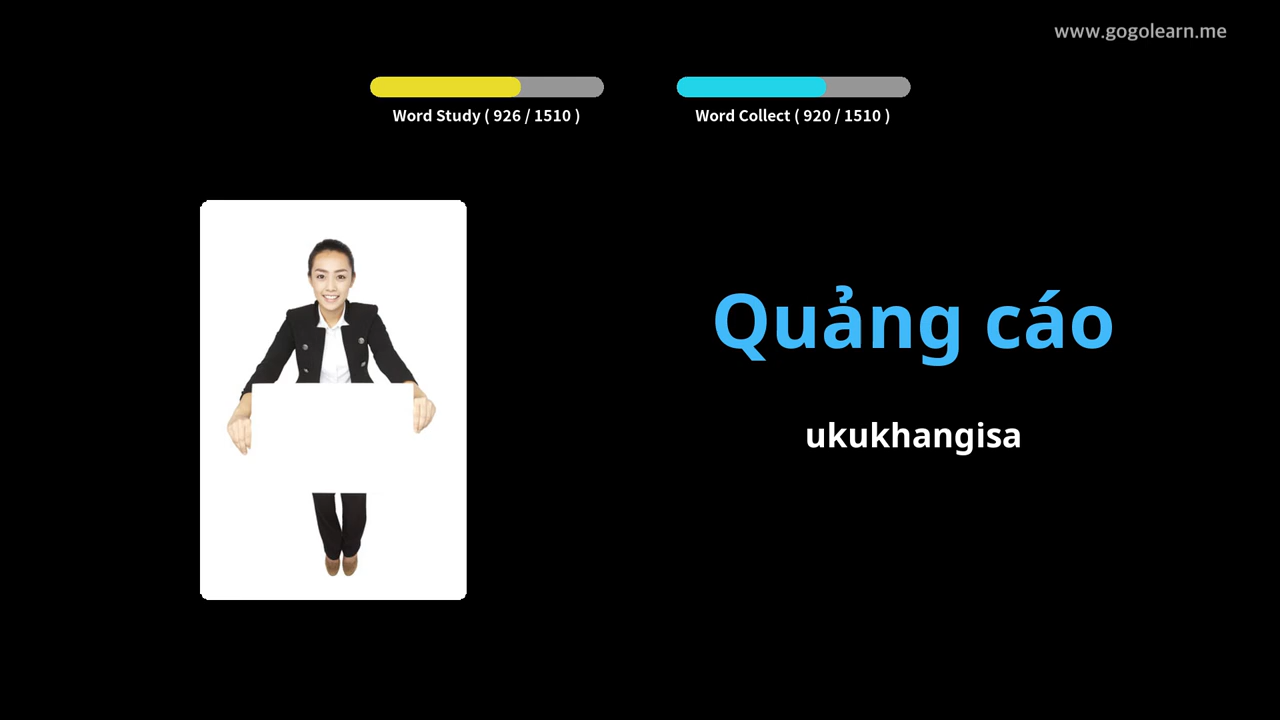 www.gogolearn.me
Word Study ( 926 / 1510 )
Word Collect ( 920 / 1510 )
Quảng cáo
ukukhangisa